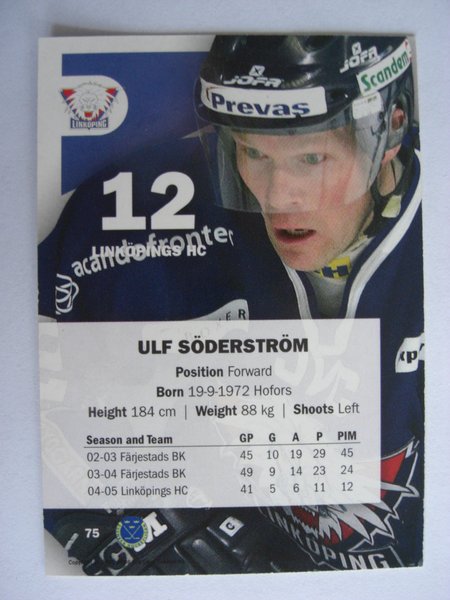 JOFA
JOFA
Scandem
Prevas
LINKÖPING
12
LINKÖPINGS HC
acandofrontec
ULF SÖDERSTRÖM
Position Forward
Born 19-9-1972 Hofors
Height 184 cm | Weight 88 kg | Shoots Left
Season and Team GP G A P PIM
02-03 Färjestads BK 45 10 19 29 45
03-04 Färjestads BK 49 9 14 23 24
04-05 Linköpings HC 41 5 6 11 12
75
LINKÖPING